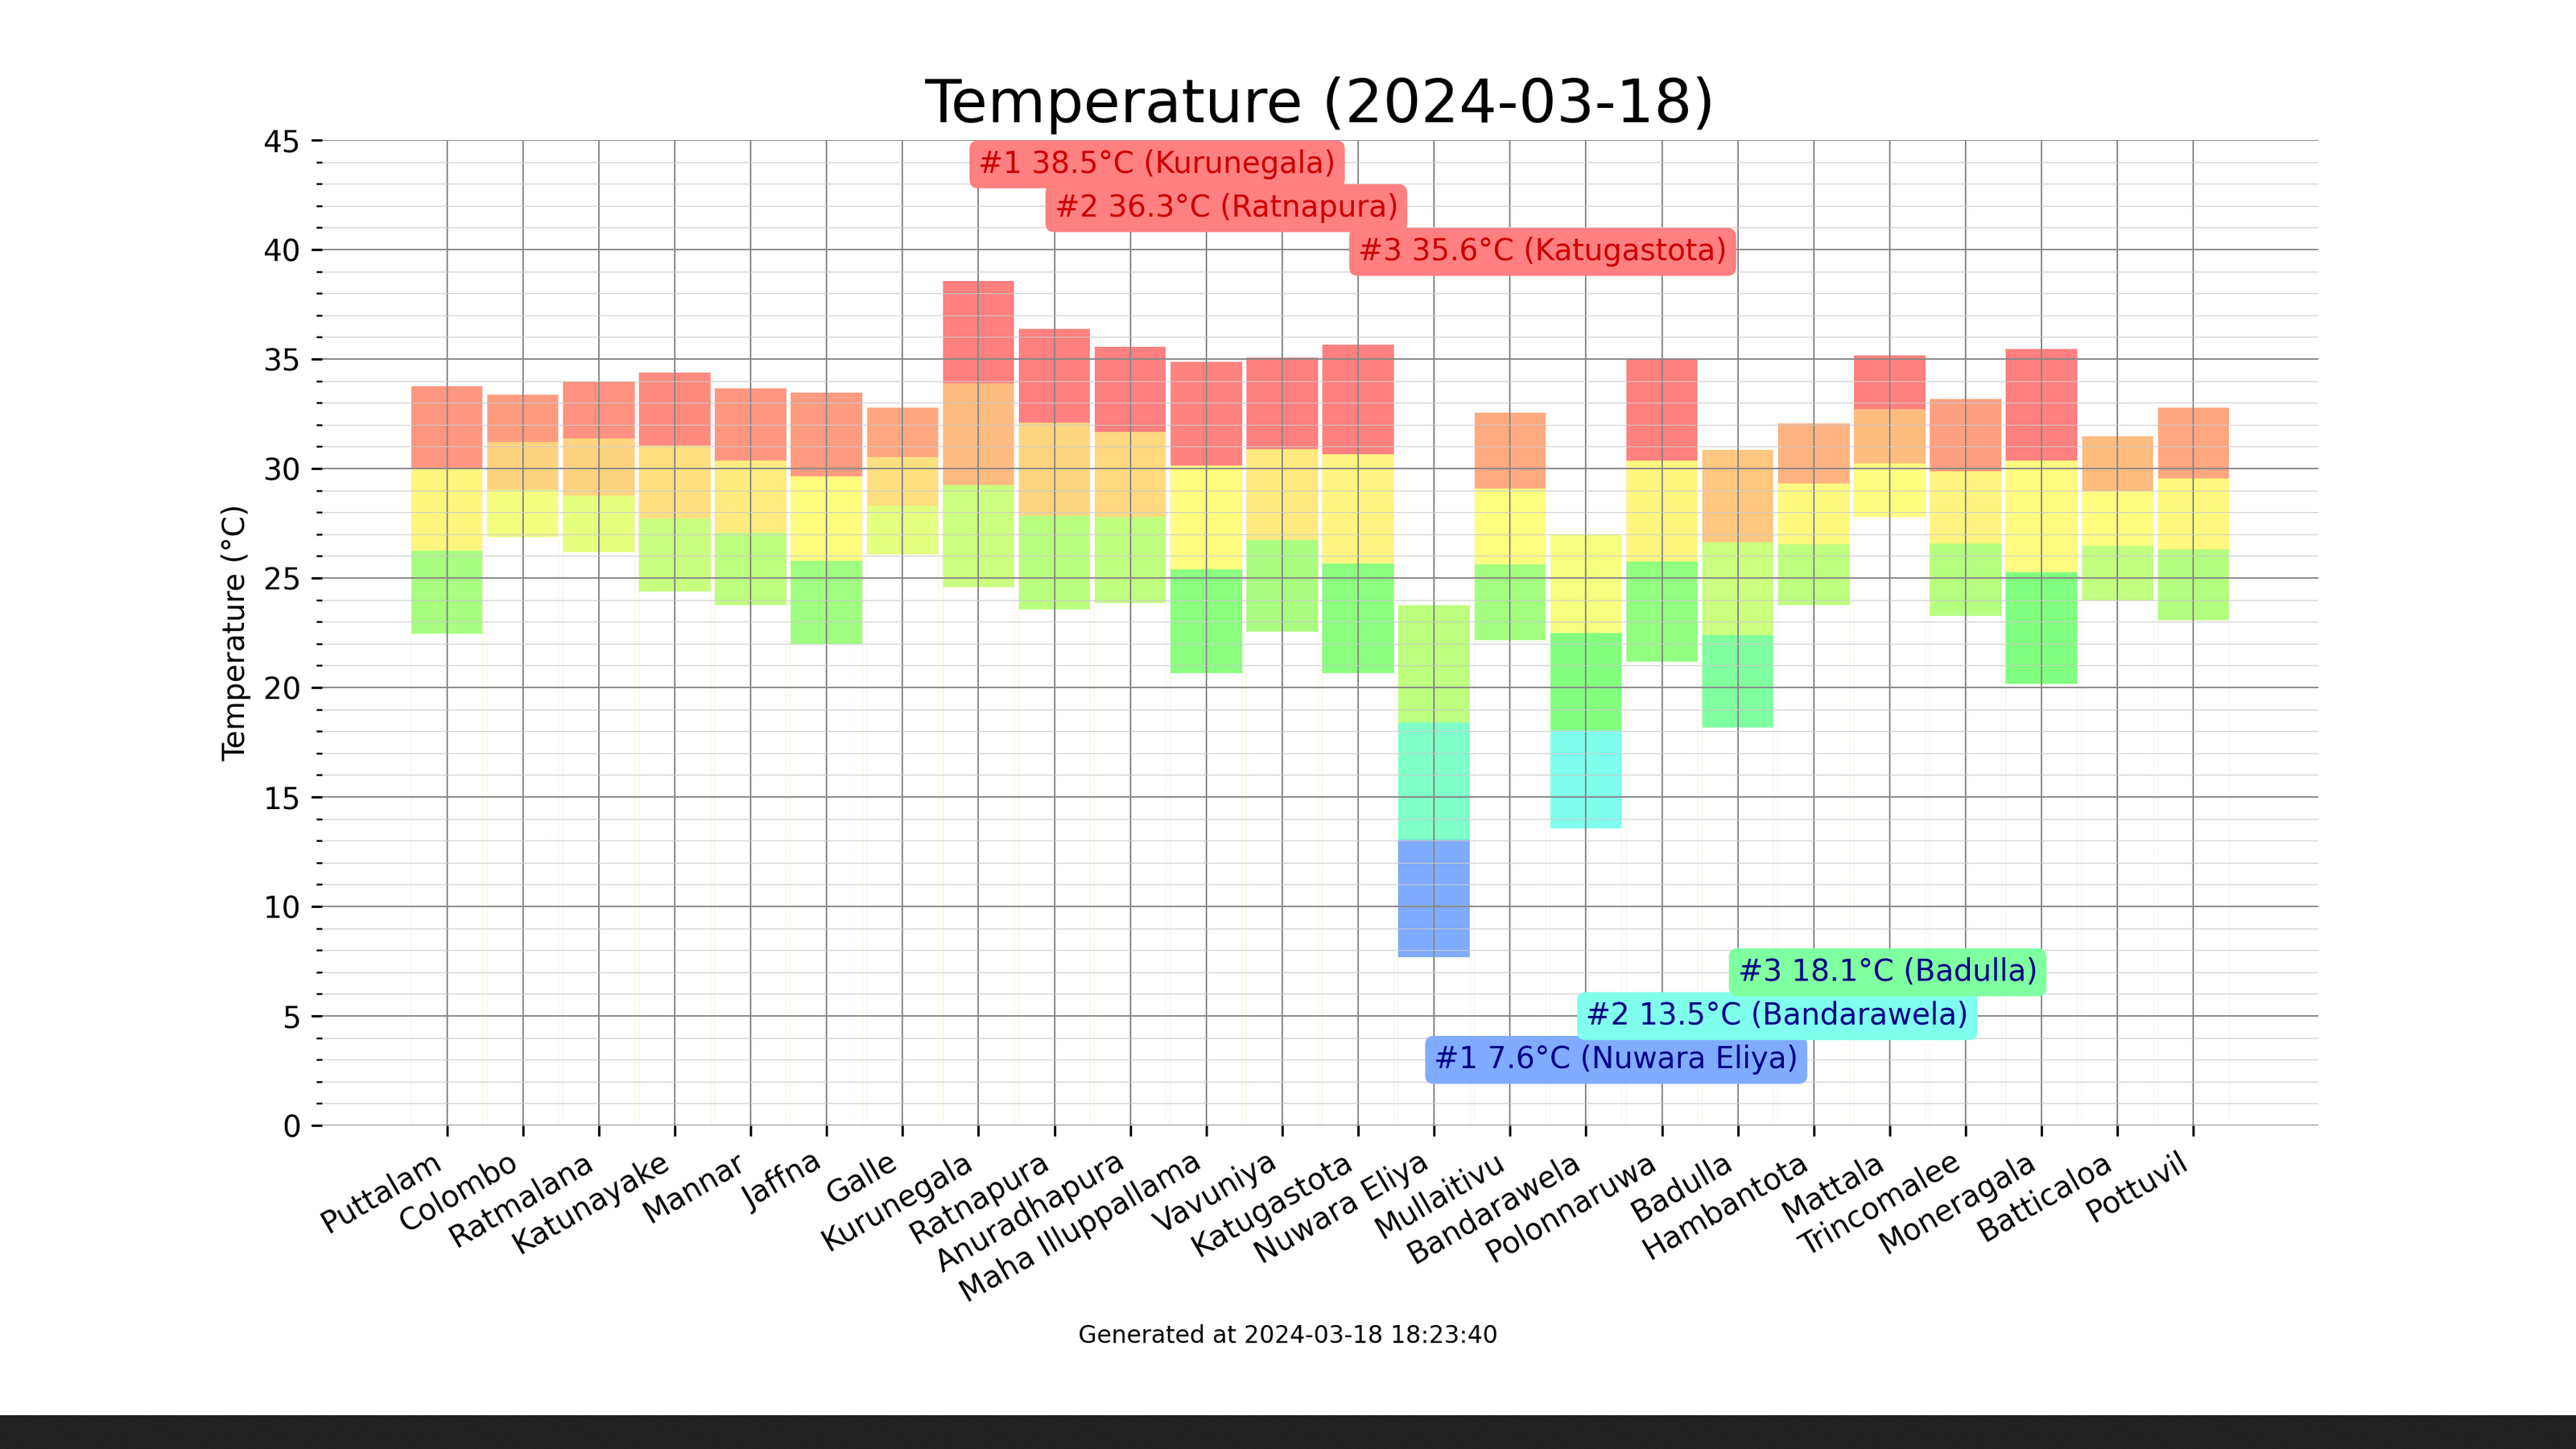 Temperature (2024-03-18)
45
#1 38.5°C (Kurunegala)
#2 36.3°C (Ratnapura)
40
#3 35.6°C (Katugastota)
35
30
25
Temperature (°C)
20
15
10
#3 18.1°C (Badulla)
5
#2 13.5°C (Bandarawela)
#1 7.6°C (Nuwara Eliya)
0
Puttalam
Colombo
Ratmalana
Katunayake
Mannar
Jaffna
Galle
Kurunegala
Ratnapura
Anuradhapura
Maha Illuppallama
Vavuniya
Katugastota
Nuwara Eliya
Mullaitivu
Bandarawela
Polonnaruwa
Badulla
Hambantota
Mattala
Trincomalee
Moneragala
Batticaloa
Pottuvil
Generated at 2024-03-18 18:23:40